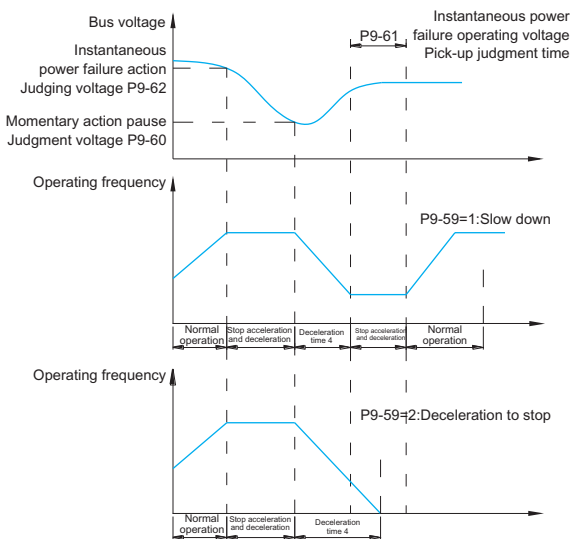 Bus voltage
Instantaneous
power failure action
Judging voltage P9-62
Momentary action pause
Judgment voltage P9-60
P9-61
Instantaneous power
failure operating voltage
Pick-up judgment time
Operating frequency
P9-59=1:Slow down
Normal
operation
Stop acceleration
and deceleration
Deceleration
time 4
Stop acceleration
and deceleration
Normal
operation
Operating frequency
P9-59=2:Deceleration to stop
Normal
operation
Stop acceleration
and deceleration
Deceleration
time 4